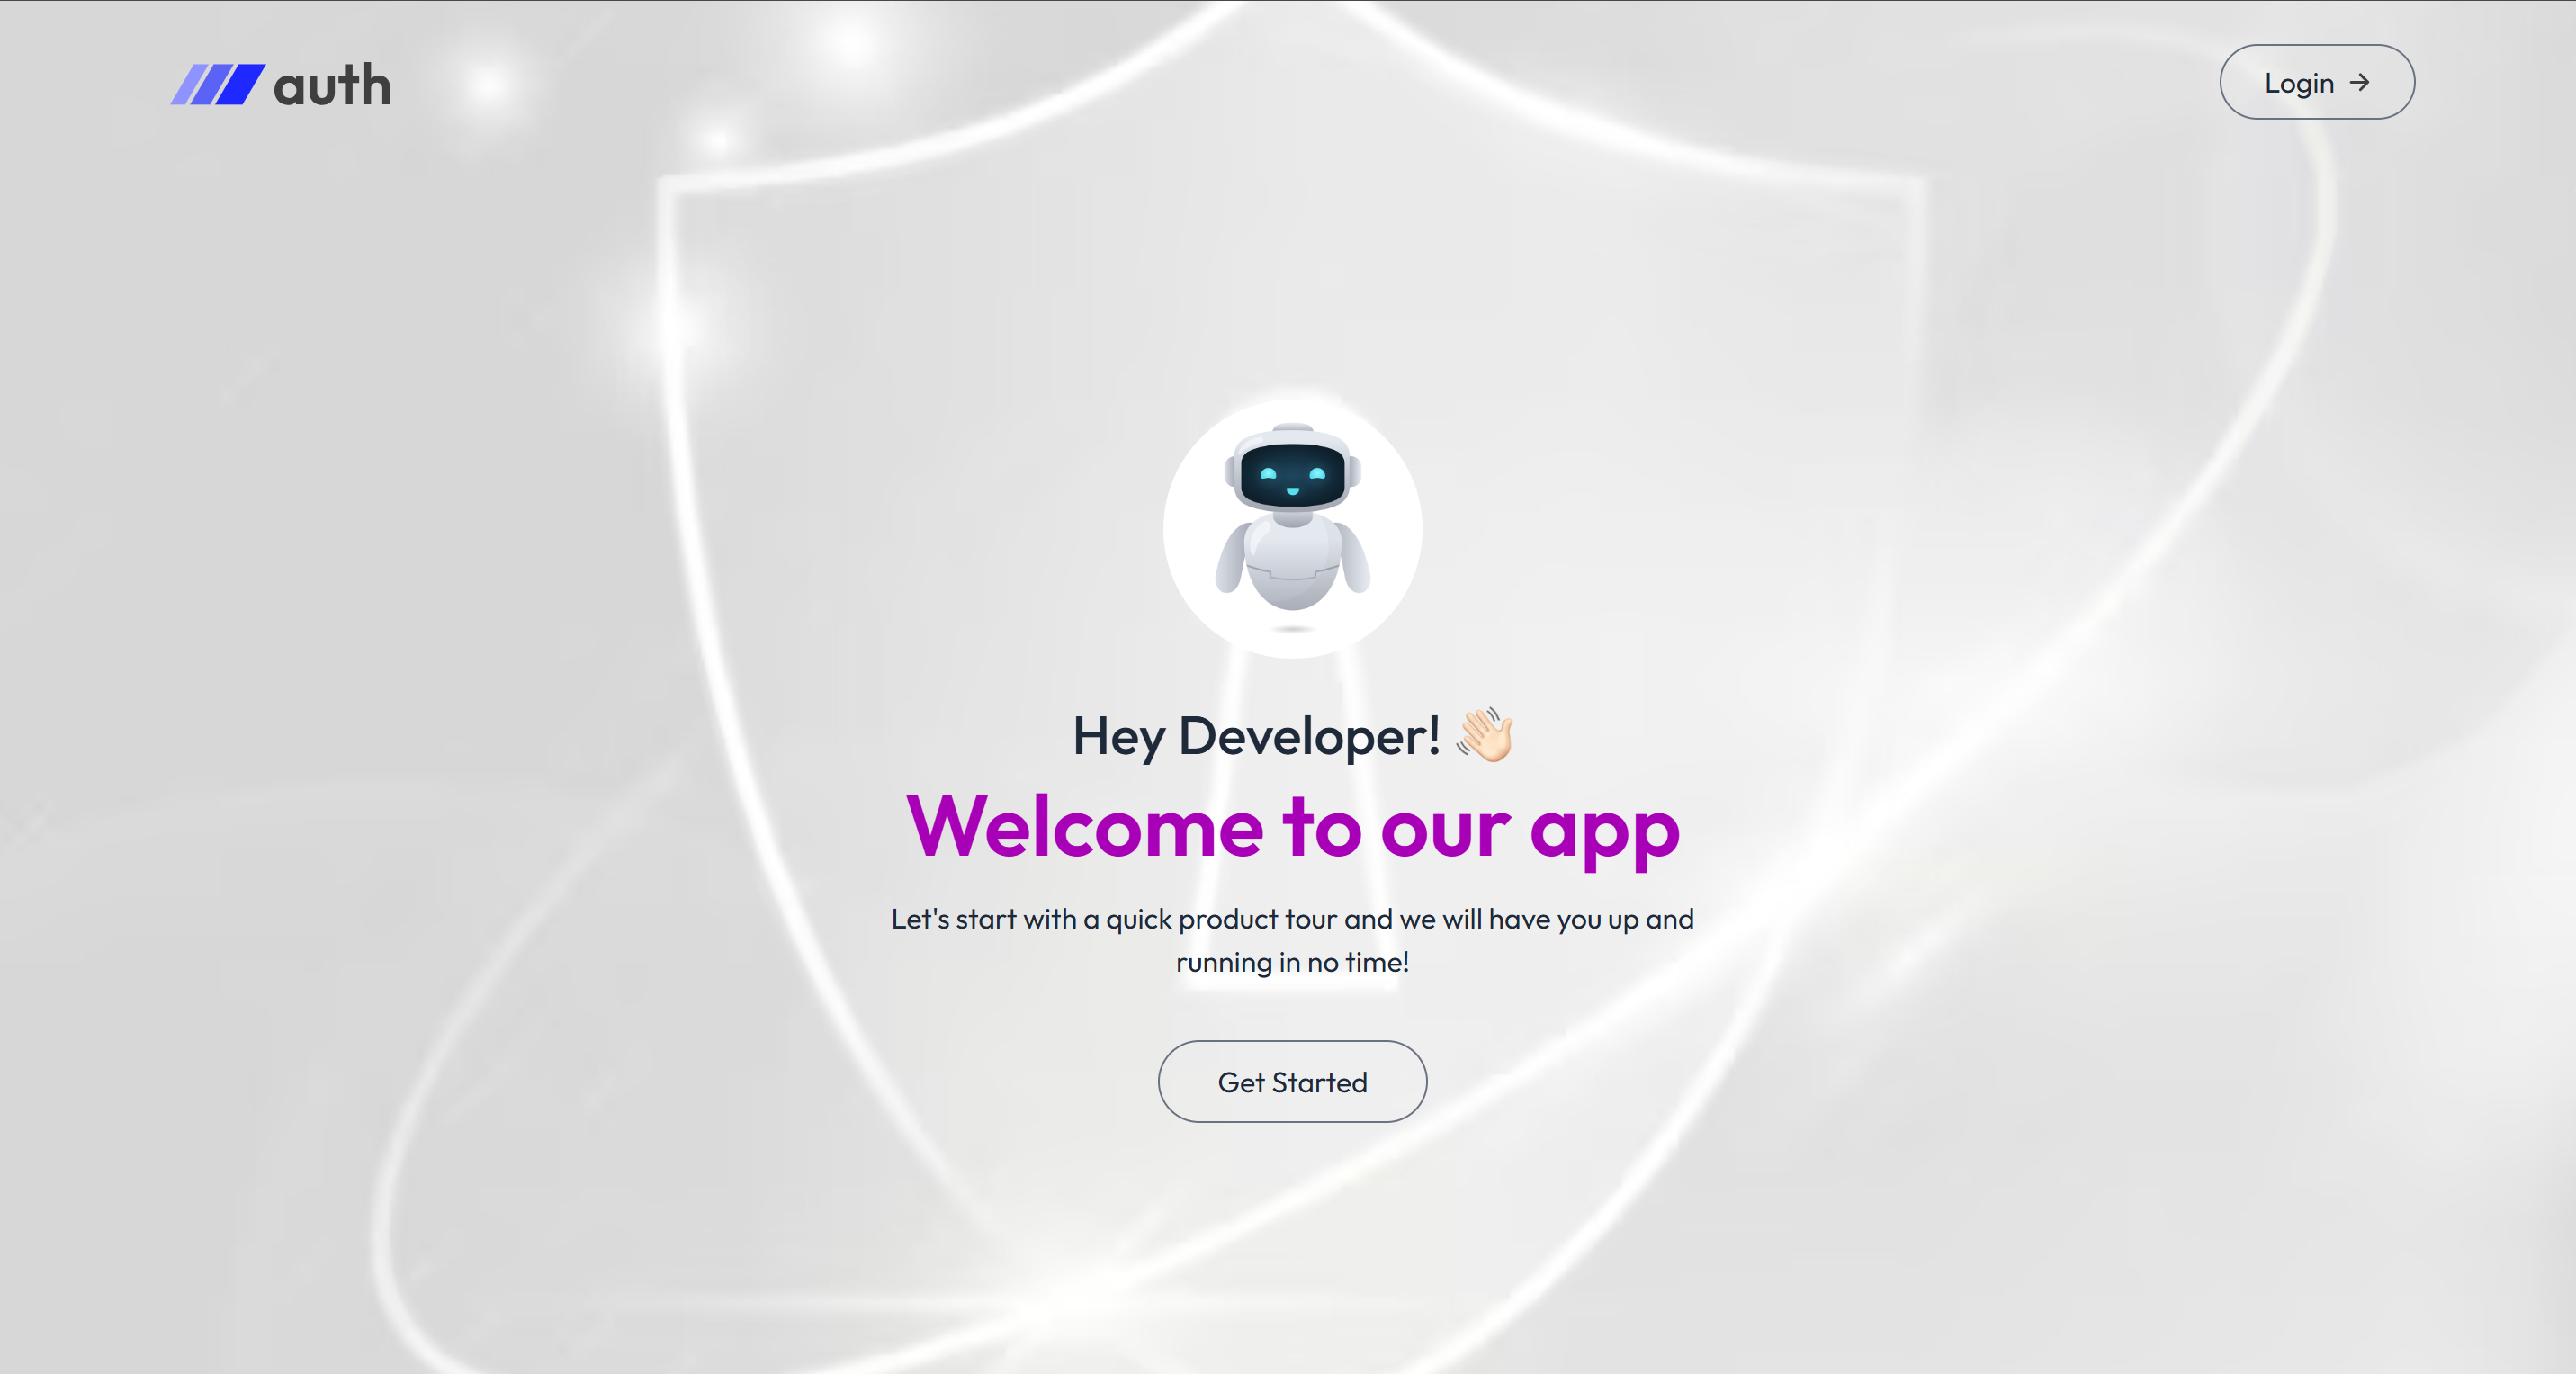 auth
Login →
Hey Developer! 👋🏻
Welcome to our app
Let's start with a quick product tour and we will have you up and
running in no time!
Get Started